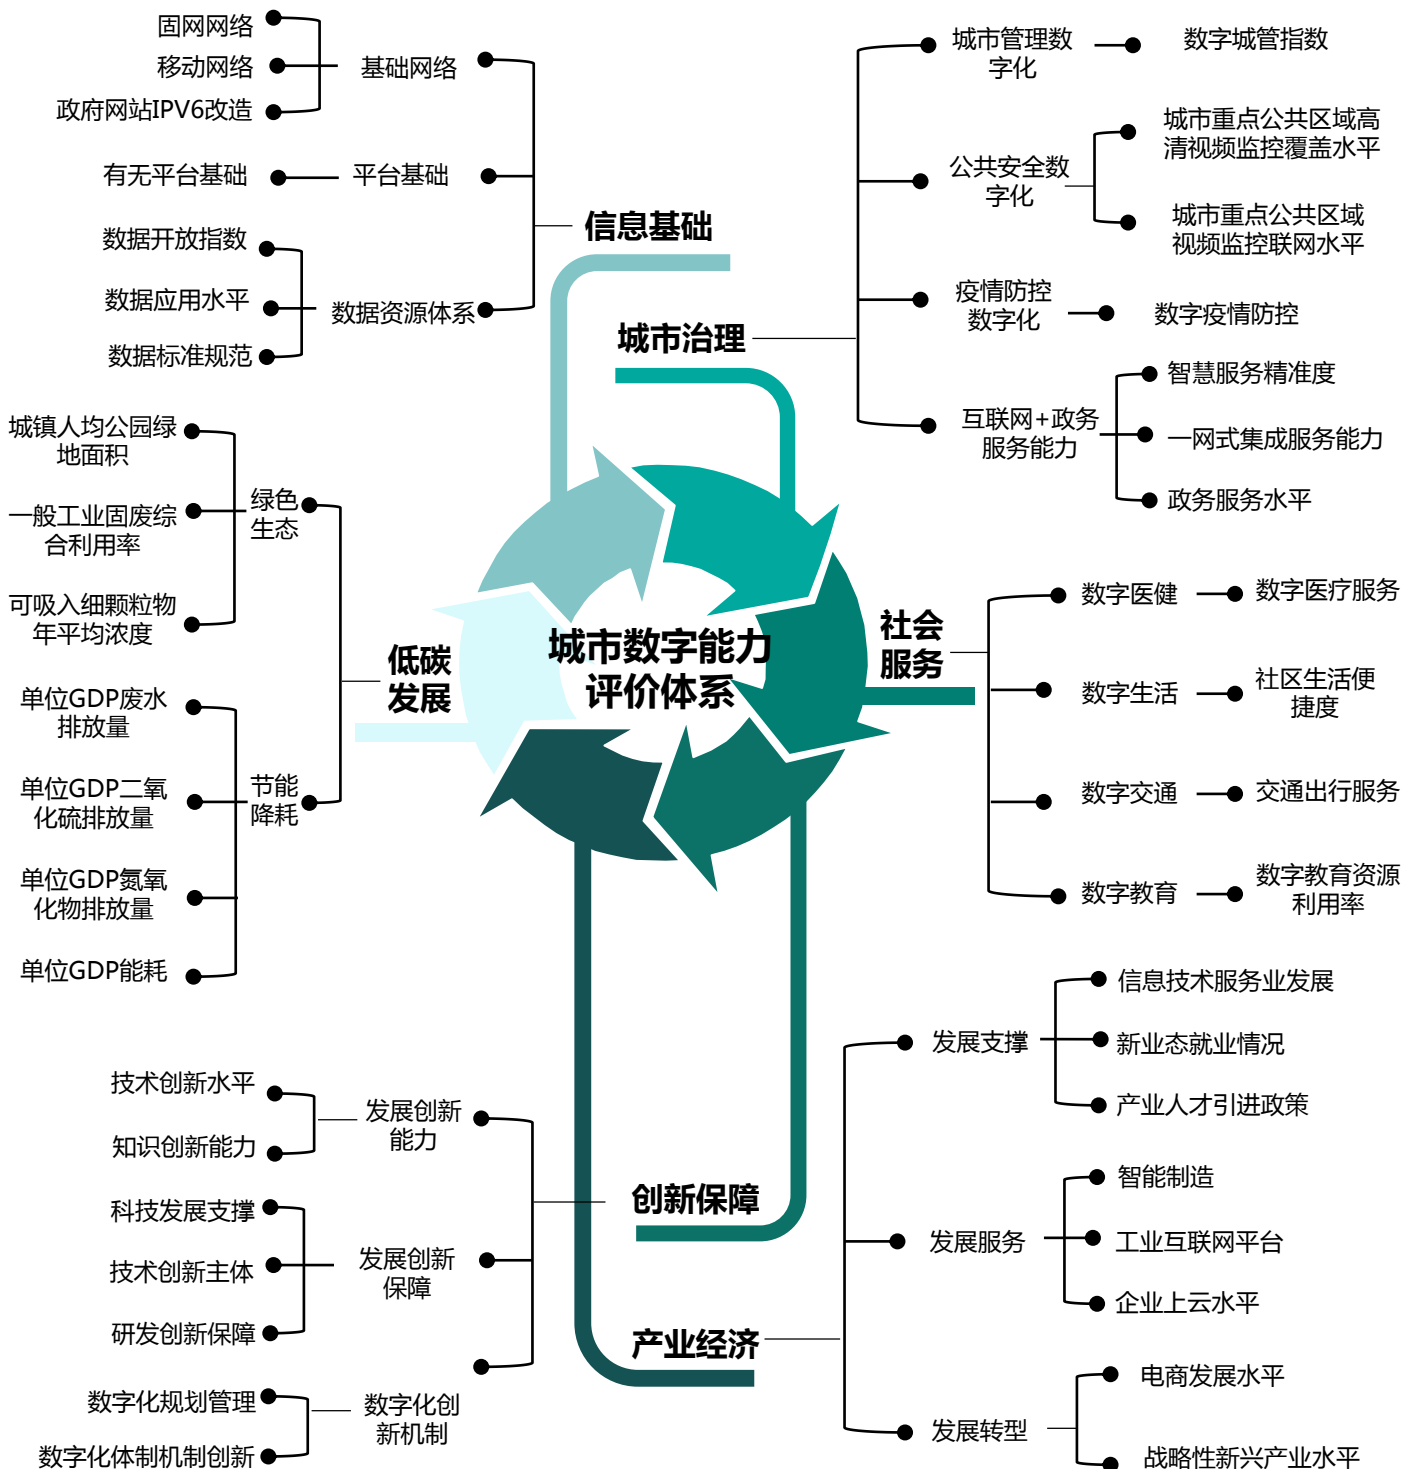 固网网络
移动网络
政府网站IPV6改造
基础网络
有无平台基础
平台基础
数据开放指数
数据应用水平
数据标准规范
数据资源体系
信息基础
城市管理数
字化
数字城管指数
公共安全数
字化
城市重点公共区域高
清视频监控覆盖水平
城市重点公共区域
视频监控联网水平
疫情防控
数字化
数字疫情防控
互联网+政务
服务能力
智慧服务精准度
一网式集成服务能力
政务服务水平
城市治理
城镇人均公园绿
地面积
一般工业固废综
合利用率
可吸入细颗粒物
年平均浓度
绿色
生态
单位GDP废水
排放量
单位GDP二氧
化硫排放量
单位GDP氮氧
化物排放量
单位GDP能耗
节能
降耗
低碳
发展
城市数字能力
评价体系
社会
服务
数字医健
数字医疗服务
数字生活
社区生活便
捷度
数字交通
交通出行服务
数字教育
数字教育资源
利用率
技术创新水平
知识创新能力
发展创新
能力
科技发展支撑
技术创新主体
研发创新保障
发展创新
保障
数字化规划管理
数字化体制机制创新
数字化创
新机制
创新保障
产业经济
发展支撑
信息技术服务业发展
新业态就业情况
产业人才引进政策
发展服务
智能制造
工业互联网平台
企业上云水平
发展转型
电商发展水平
战略性新兴产业水平